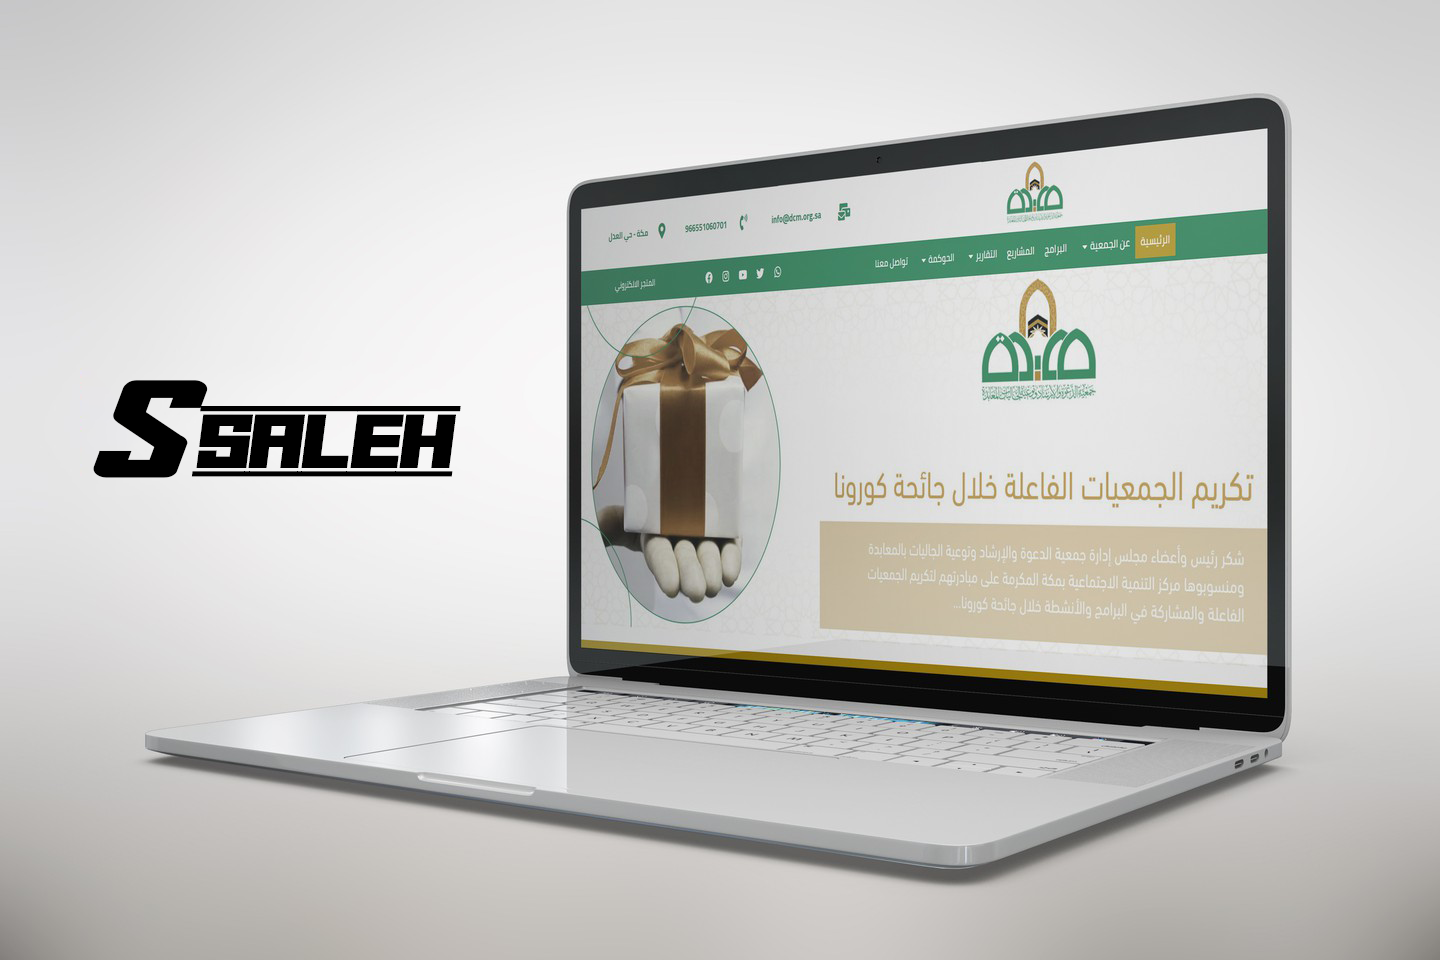 S SALEH
info@dcm.org.sa
966551060701
مكة - حي العدل
الرئيسية
عن الجمعية
البرامج
المشاريع
التقارير
الحوكمة
تواصل معنا
المتجر الالكتروني
تكريم الجمعيات الفاعلة خلال جائحة كورونا
شكر رئيس وأعضاء مجلس إدارة جمعية الدعوة والإرشاد وتوعية الجاليات بالمعابدة
ومنسوبوها مركز التنمية الاجتماعية بمكة المكرمة على مبادرتهم لتكريم الجمعيات
الفاعلة والمشاركة في البرامج والأنشطة خلال جائحة كورونا...